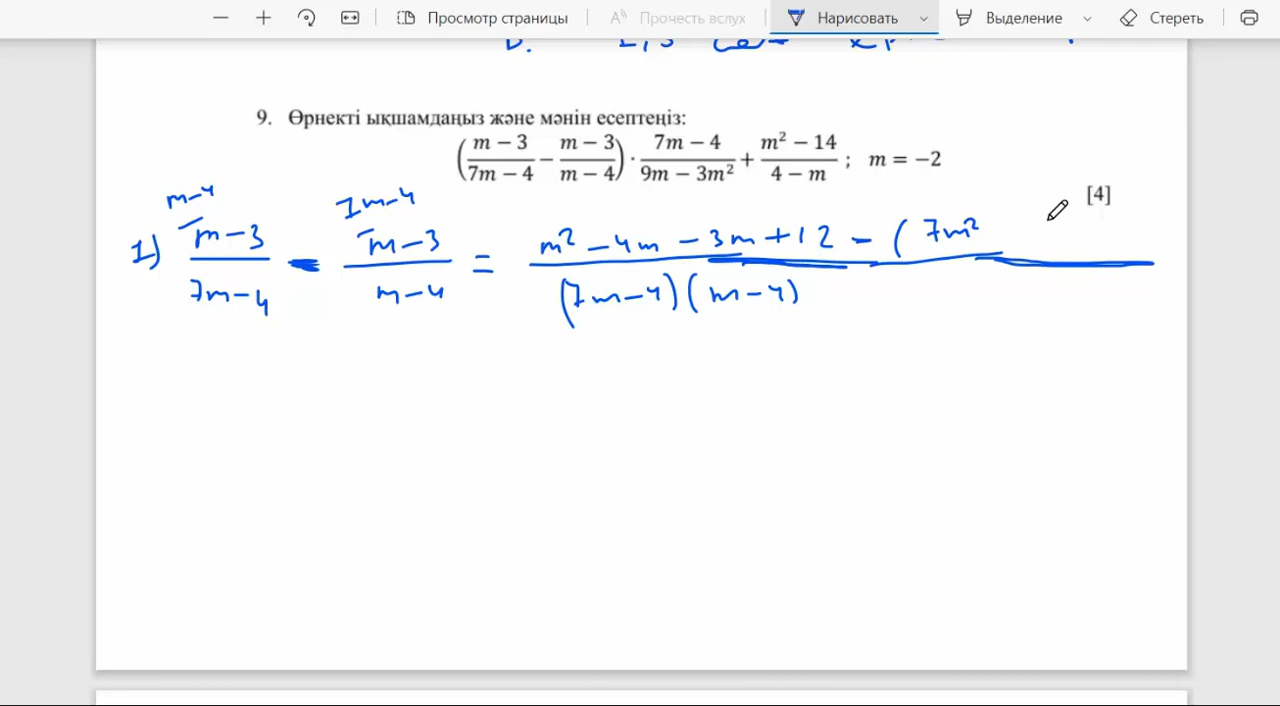 Просмотр страницы Прочесть вслух Нарисовать Выделение Стереть
9. Өрнекті ықшамдаңыз және мәнін есептеңіз:
(m − 3)/(7m − 4) − (m − 3)/(m − 4)) · (7m − 4)/(9m − 3m²) + (m² − 14)/(4 − m) ; m = −2
[4]
m−4 7m−4
1) (m−3)/(7m−4) − (m−3)/(m−4) = (m² − 4m − 3m + 12 − (7m²)/((7m−4)(m−4))